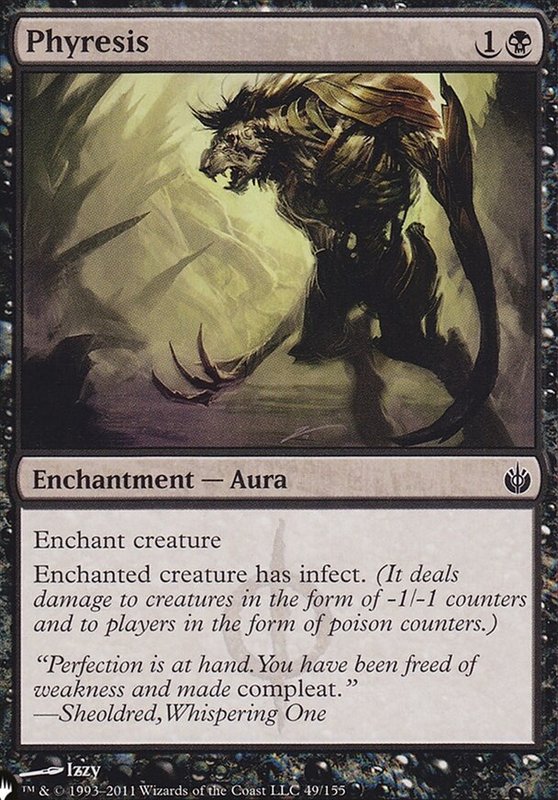 Phyresis 1
Enchantment — Aura
Enchant creature
Enchanted creature has infect. (It deals
damage to creatures in the form of -1/-1 counters
and to players in the form of poison counters.)
“Perfection is at hand.You have been freed of
weakness and made compleat.”
—Sheoldred,Whispering One
Izzy
™ & © 1993–2011 Wizards of the Coast LLC 49/155